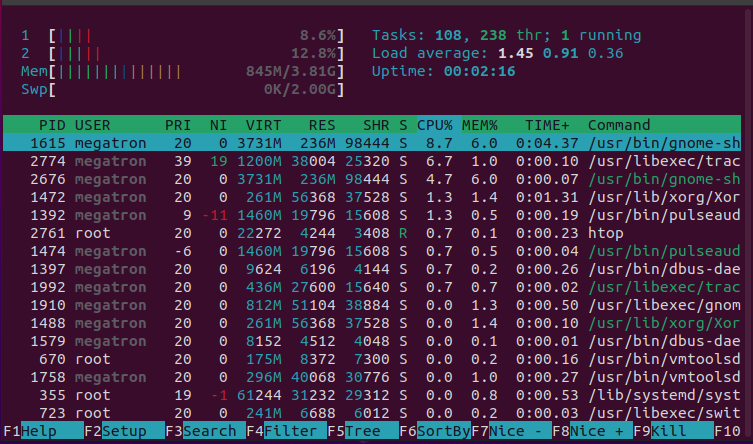 1 [|||| 8.6%] Tasks: 108, 238 thr; 1 running
2 [||||| 12.8%] Load average: 1.45 0.91 0.36
Mem[||||||||||||||| 845M/3.81G] Uptime: 00:02:16
Swp[ 0K/2.00G]
PID USER PRI NI VIRT RES SHR S CPU% MEM% TIME+ Command
1615 megatron 20 0 3731M 236M 98444 S 8.7 6.0 0:04.37 /usr/bin/gnome-sh
2774 megatron 39 19 1200M 38004 25320 S 6.7 1.0 0:00.10 /usr/libexec/trac
2676 megatron 20 0 3731M 236M 98444 S 4.7 6.0 0:00.07 /usr/bin/gnome-sh
1472 megatron 20 0 261M 56368 37528 S 1.3 1.4 0:01.31 /usr/lib/xorg/Xor
1392 megatron 9 -11 1460M 19796 15608 S 1.3 0.5 0:00.19 /usr/bin/pulseaud
2761 root 20 0 22272 4244 3408 R 0.7 0.1 0:00.23 htop
1474 megatron -6 0 1460M 19796 15608 S 0.7 0.5 0:00.04 /usr/bin/pulseaud
1397 megatron 20 0 9624 6196 4144 S 0.7 0.2 0:00.26 /usr/bin/dbus-dae
1992 megatron 20 0 436M 27600 15640 S 0.7 0.7 0:00.02 /usr/libexec/trac
1910 megatron 20 0 812M 51104 38884 S 0.0 1.3 0:00.50 /usr/libexec/gnom
1488 megatron 20 0 261M 56368 37528 S 0.0 1.4 0:00.10 /usr/lib/xorg/Xor
1579 megatron 20 0 8152 4512 4048 S 0.0 0.1 0:00.01 /usr/bin/dbus-dae
670 root 20 0 175M 8372 7300 S 0.0 0.2 0:00.16 /usr/bin/vmtoolsd
1758 megatron 20 0 296M 40068 30776 S 0.0 1.0 0:00.17 /usr/bin/vmtoolsd
355 root 19 -1 61244 31232 29312 S 0.0 0.8 0:00.53 /lib/systemd/syst
723 root 20 0 241M 6688 6012 S 0.0 0.2 0:00.03 /usr/libexec/swit
F1Help F2Setup F3Search F4Filter F5Tree F6SortBy F7Nice - F8Nice + F9Kill F10